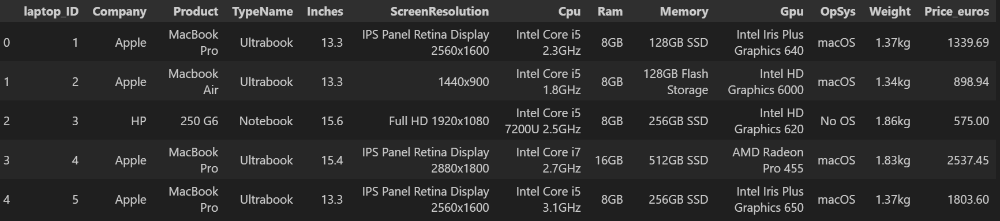 laptop_ID Company Product TypeName Inches ScreenResolution Cpu Ram Memory Gpu OpSys Weight Price_euros
0 1 Apple MacBook Pro Ultrabook 13.3 IPS Panel Retina Display 2560x1600 Intel Core i5 2.3GHz 8GB 128GB SSD Intel Iris Plus Graphics 640 macOS 1.37kg 1339.69
1 2 Apple Macbook Air Ultrabook 13.3 1440x900 Intel Core i5 1.8GHz 8GB 128GB Flash Storage Intel HD Graphics 6000 macOS 1.34kg 898.94
2 3 HP 250 G6 Notebook 15.6 Full HD 1920x1080 Intel Core i5 7200U 2.5GHz 8GB 256GB SSD Intel HD Graphics 620 No OS 1.86kg 575.00
3 4 Apple MacBook Pro Ultrabook 15.4 IPS Panel Retina Display 2880x1800 Intel Core i7 2.7GHz 16GB 512GB SSD AMD Radeon Pro 455 macOS 1.83kg 2537.45
4 5 Apple MacBook Pro Ultrabook 13.3 IPS Panel Retina Display 2560x1600 Intel Core i5 3.1GHz 8GB 256GB SSD Intel Iris Plus Graphics 650 macOS 1.37kg 1803.60